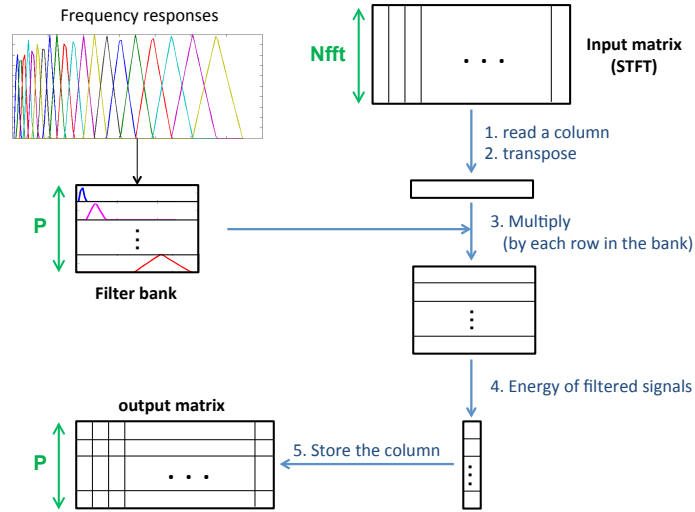 Frequency responses
Nfft
Input matrix
(STFT)
1. read a column
2. transpose
P
3. Multiply
(by each row in the bank)
Filter bank
4. Energy of filtered signals
output matrix
P
5. Store the column